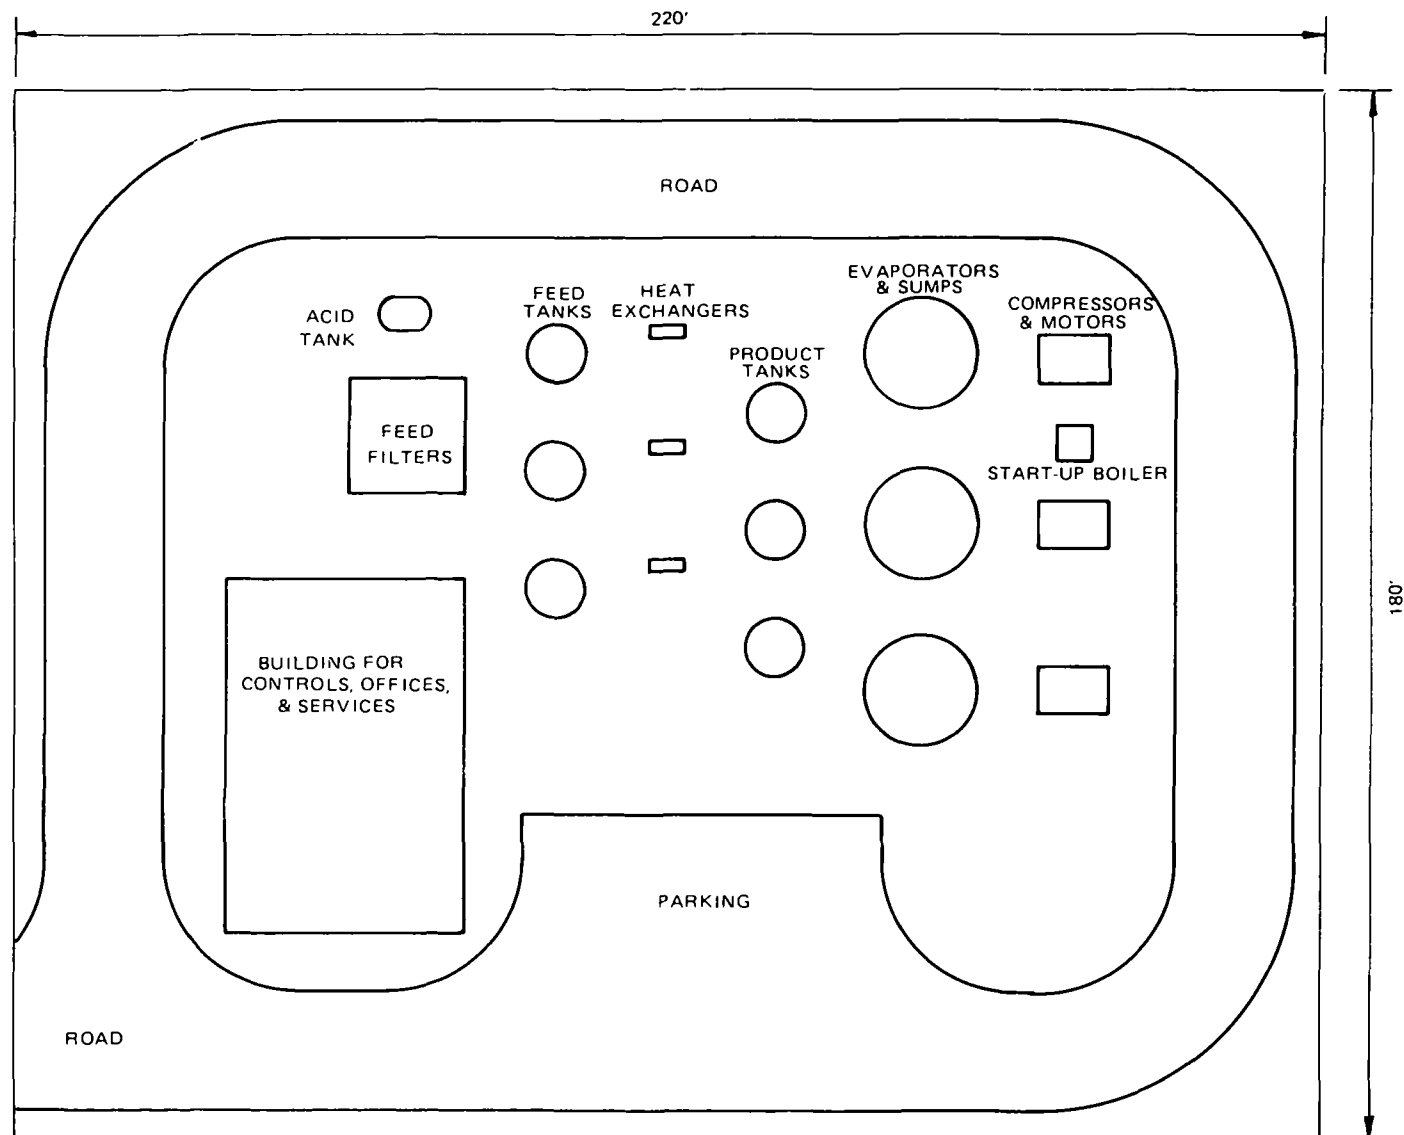 220'
ROAD
EVAPORATORS
& SUMPS
FEED
TANKS
HEAT
EXCHANGERS
COMPRESSORS
& MOTORS
ACID
TANK
PRODUCT
TANKS
FEED
FILTERS
START-UP BOILER
180'
BUILDING FOR
CONTROLS, OFFICES,
& SERVICES
PARKING
ROAD